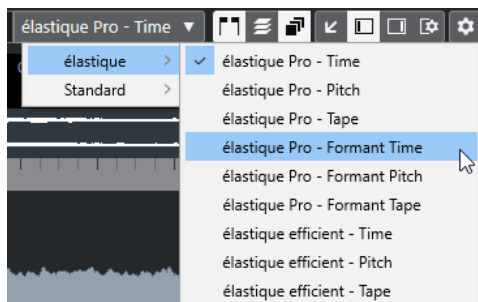 élastique Pro - Time
élastique
Standard
élastique Pro - Time
élastique Pro - Pitch
élastique Pro - Tape
élastique Pro - Formant Time
élastique Pro - Formant Pitch
élastique Pro - Formant Tape
élastique efficient - Time
élastique efficient - Pitch
élastique efficient - Tape